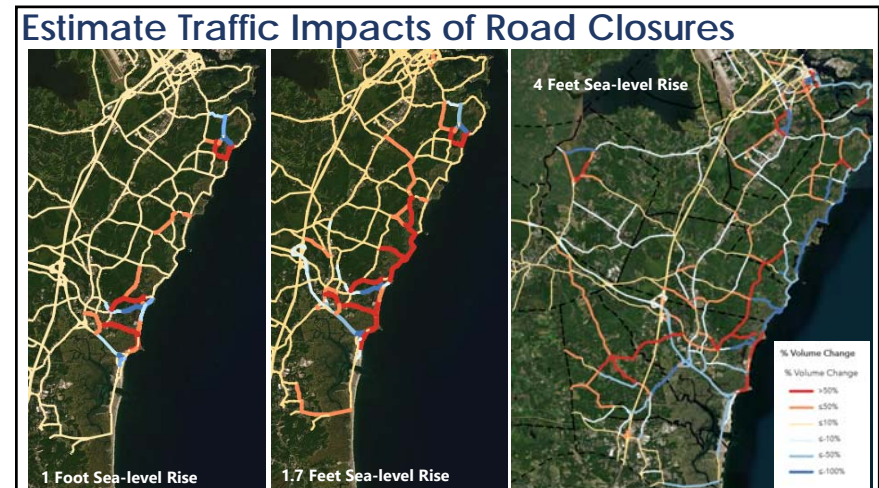 Estimate Traffic Impacts of Road Closures
1 Foot Sea-level Rise
1.7 Feet Sea-level Rise
4 Feet Sea-level Rise
% Volume Change
% Volume Change
>50%
≤50%
≤10%
≤-10%
≤-50%
≤-100%